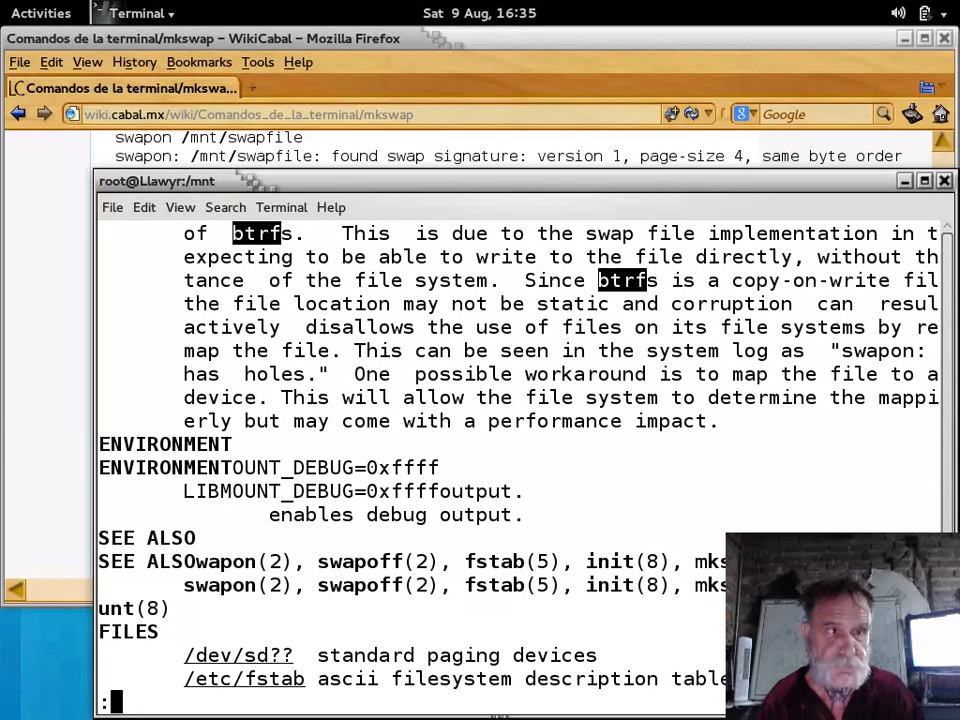 Activities
Terminal
Sat 9 Aug, 16:35
Comandos de la terminal/mkswap – WikiCabal – Mozilla Firefox
File Edit View History Bookmarks Tools Help
Comandos de la terminal/mkswa...
wiki.cabal.mx/wiki/Comandos_de_la_terminal/mkswap
Google
swapon /mnt/swapfile
swapon: /mnt/swapfile: found swap signature: version 1, page-size 4, same byte order
root@Llawyr:/mnt
File Edit View Search Terminal Help
of btrfs. This is due to the swap file implementation in t
expecting to be able to write to the file directly, without th
tance of the file system. Since btrfs is a copy-on-write fil
the file location may not be static and corruption can resul
actively disallows the use of files on its file systems by re
map the file. This can be seen in the system log as "swapon:
has holes." One possible workaround is to map the file to a
device. This will allow the file system to determine the mappi
erly but may come with a performance impact.
ENVIRONMENT
ENVIRONMENTOUNT_DEBUG=0xffff
LIBMOUNT_DEBUG=0xffffoutput.
enables debug output.
SEE ALSO
SEE ALSOwapon(2), swapoff(2), fstab(5), init(8), mks
swapon(2), swapoff(2), fstab(5), init(8), mks
unt(8)
FILES
/dev/sd?? standard paging devices
/etc/fstab ascii filesystem description table
: